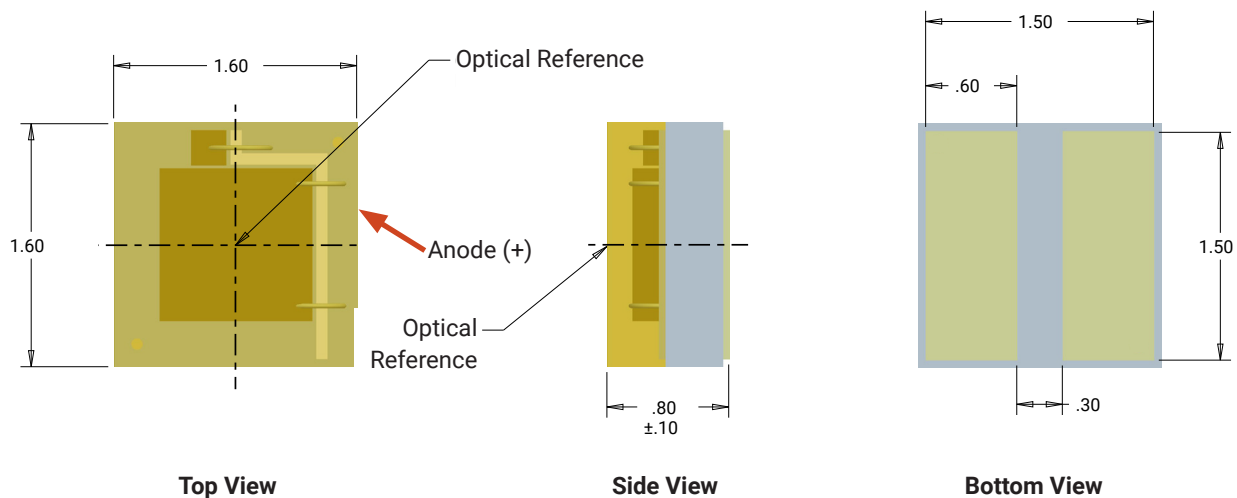 1.50
1.60
Optical Reference
.60
1.60
Anode (+)
1.50
Optical
Reference
.80
±.10
.30
Top View
Side View
Bottom View